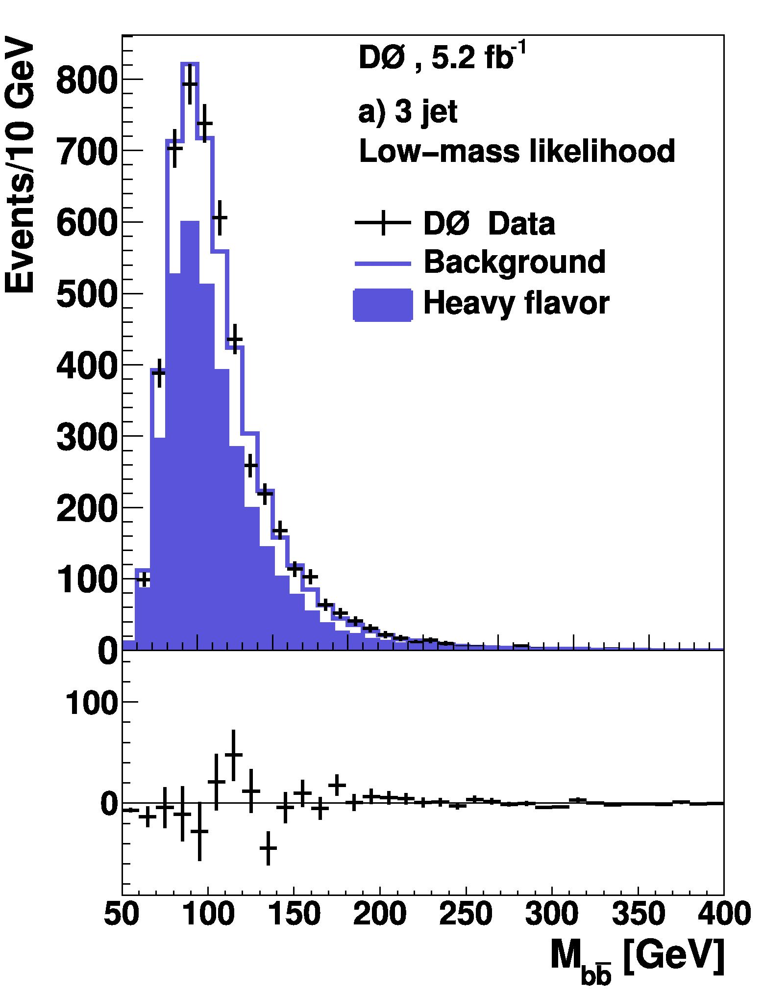 Events/10 GeV
DØ , 5.2 fb-1
a) 3 jet
Low–mass likelihood
DØ Data
Background
Heavy flavor
800
700
600
500
400
300
200
100
0
100
0
50 100 150 200 250 300 350 400
Mbb̅ [GeV]